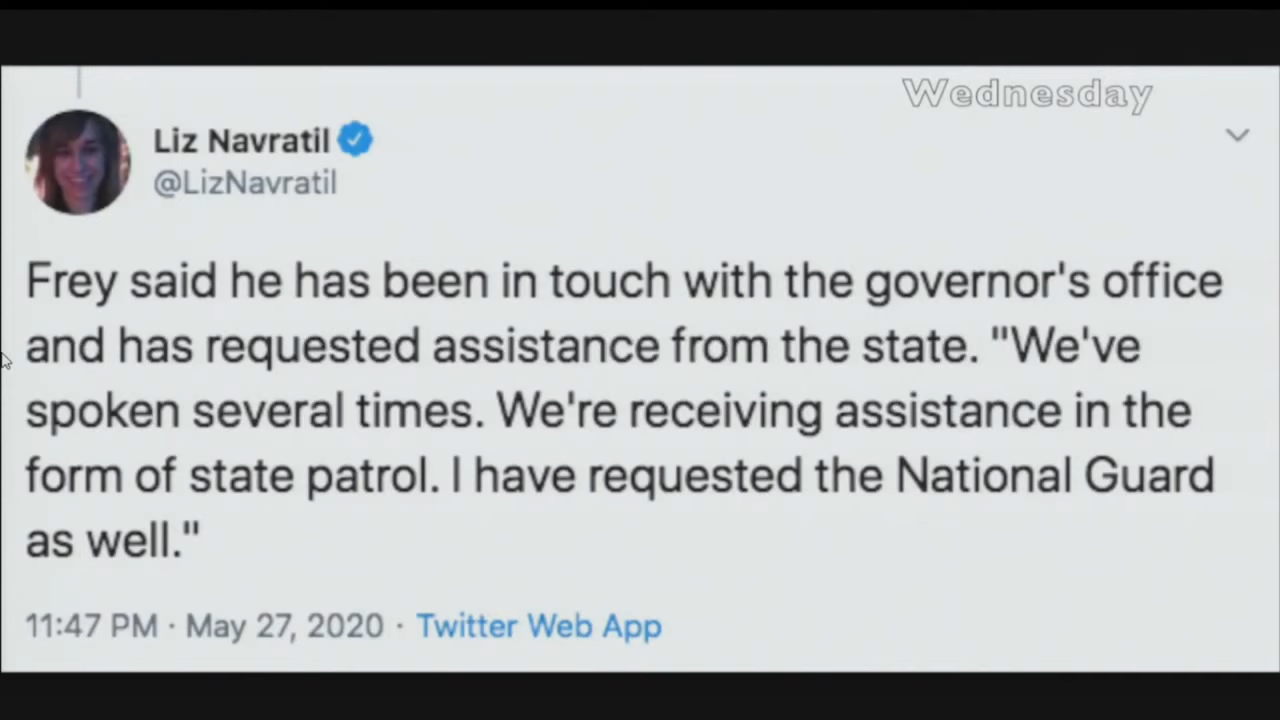 Wednesday
Liz Navratil
@LizNavratil
Frey said he has been in touch with the governor's office
and has requested assistance from the state. "We've
spoken several times. We're receiving assistance in the
form of state patrol. I have requested the National Guard
as well."
11:47 PM · May 27, 2020 · Twitter Web App